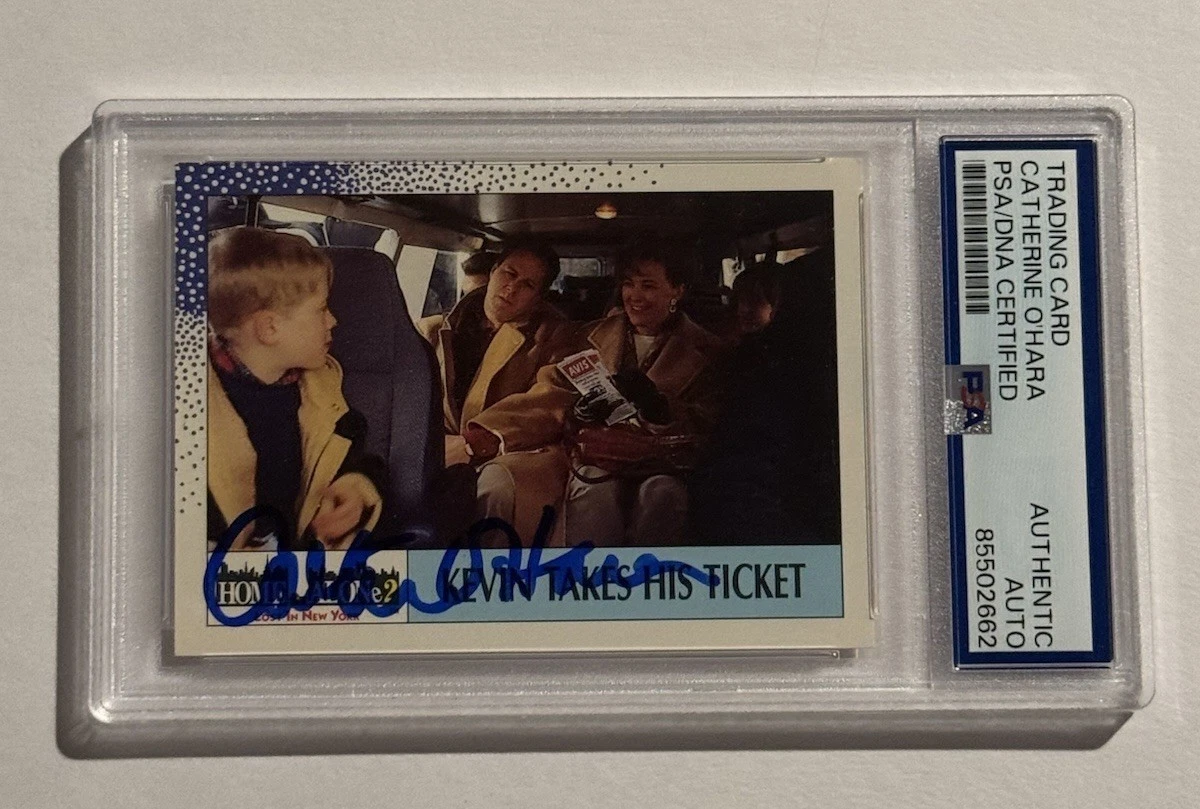 AVIS
HOME ALONe 2
LOST IN NEW YORK
KEVIN TAKES HIS TICKET
TRADING CARD
CATHERINE O'HARA
PSA/DNA CERTIFIED
PSA
AUTHENTIC
AUTO
85502662